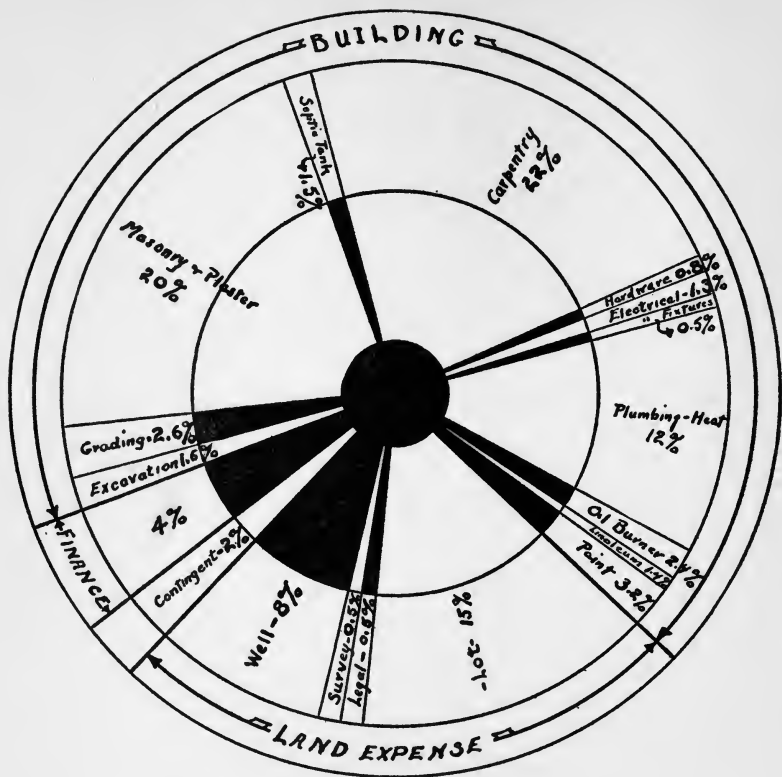 BUILDING
Septic Tank
1.5%
Carpentry
22%
Hardware 0.8%
Electrical-1.3%
" Fixtures
0.5%
Plumbing-Heat
12%
Oil Burner 2.4%
Linoleum 1.4%
Paint 3.2%
LOT-
15%
Legal-0.5%
Survey-0.5%
Well-8%
Contingent-2%
FINANCE
4%
Excavation 1.6%
Grading-2.6%
Masonry & Plaster
20%
LAND EXPENSE